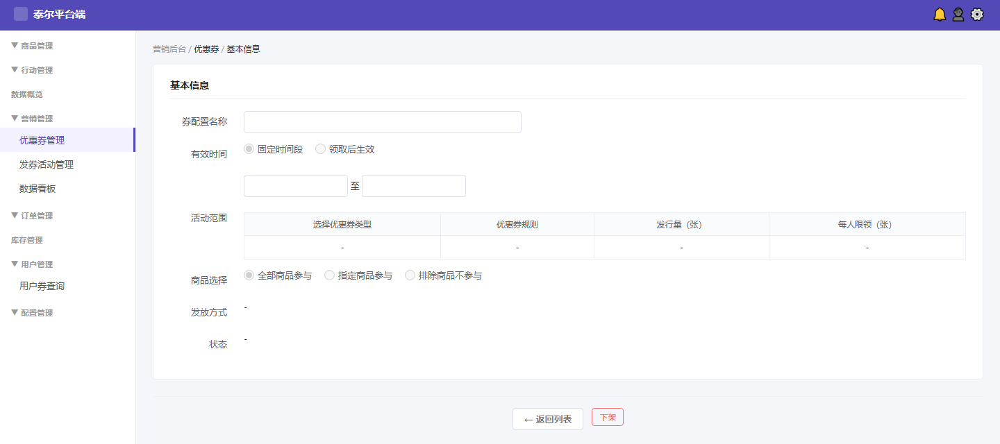 泰尔平台端
▼ 商品管理
▼ 行动管理
数据概览
▼ 营销管理
优惠券管理
发券活动管理
数据看板
▼ 订单管理
库存管理
▼ 用户管理
用户券查询
▼ 配置管理
营销后台 / 优惠券 / 基本信息
基本信息
券配置名称
有效时间 固定时间段 领取后生效
至
活动范围
选择优惠券类型 优惠券规则 发行量（张） 每人限领（张）
- - - -
商品选择 全部商品参与 指定商品参与 排除商品不参与
发放方式 -
状态 -
← 返回列表 下架